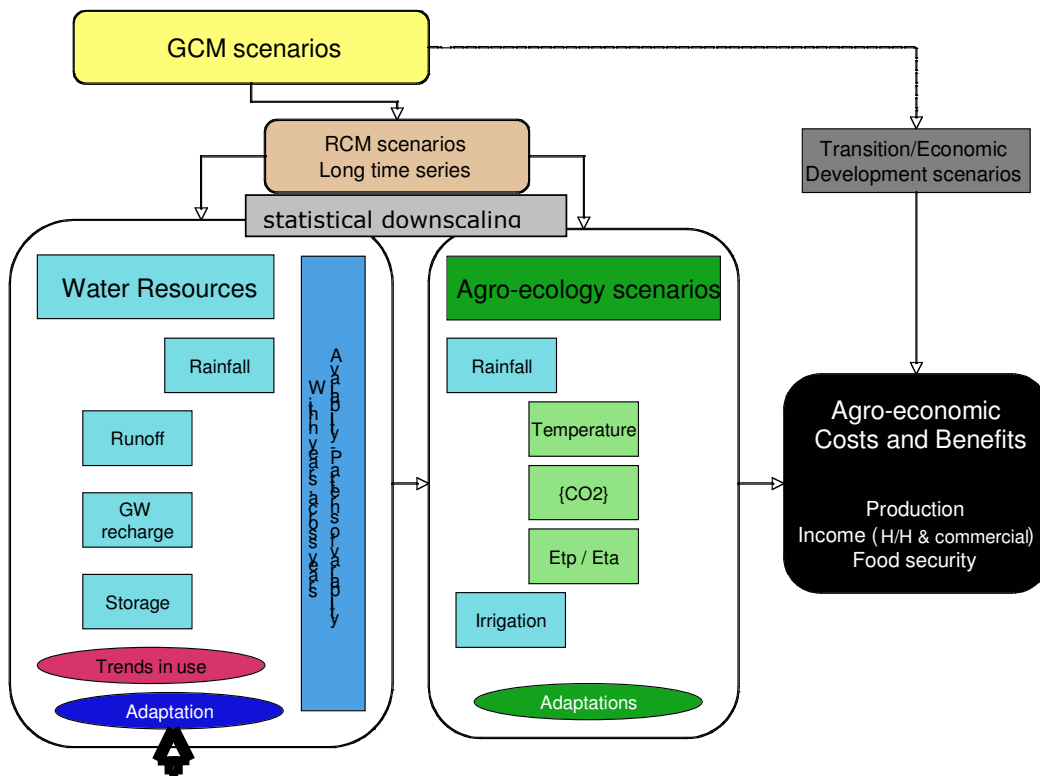 GCM scenarios
RCM scenarios
Long time series
Transition/Economic
Development scenarios
statistical downscaling
Water Resources
Agro-ecology scenarios
Rainfall
Rainfall
Runoff
Temperature
Agro-economic
Costs and Benefits
GW
recharge
{CO2}
Production
Income (H/H & commercial)
Food security
Etp / Eta
Storage
Irrigation
Trends in use
Adaptation
Adaptations